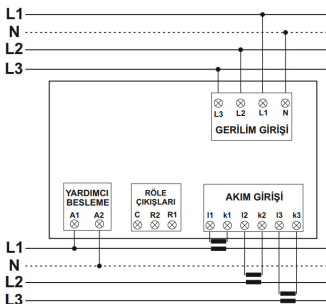 L1
N
L2
L3
L3 L2 L1 N
GERİLİM GİRİŞİ
YARDIMCI
BESLEME
A1 A2
RÖLE
ÇIKIŞLARI
C R2 R1
AKIM GİRİŞİ
I1 k1 I2 k2 I3 k3
L1
N
L2
L3